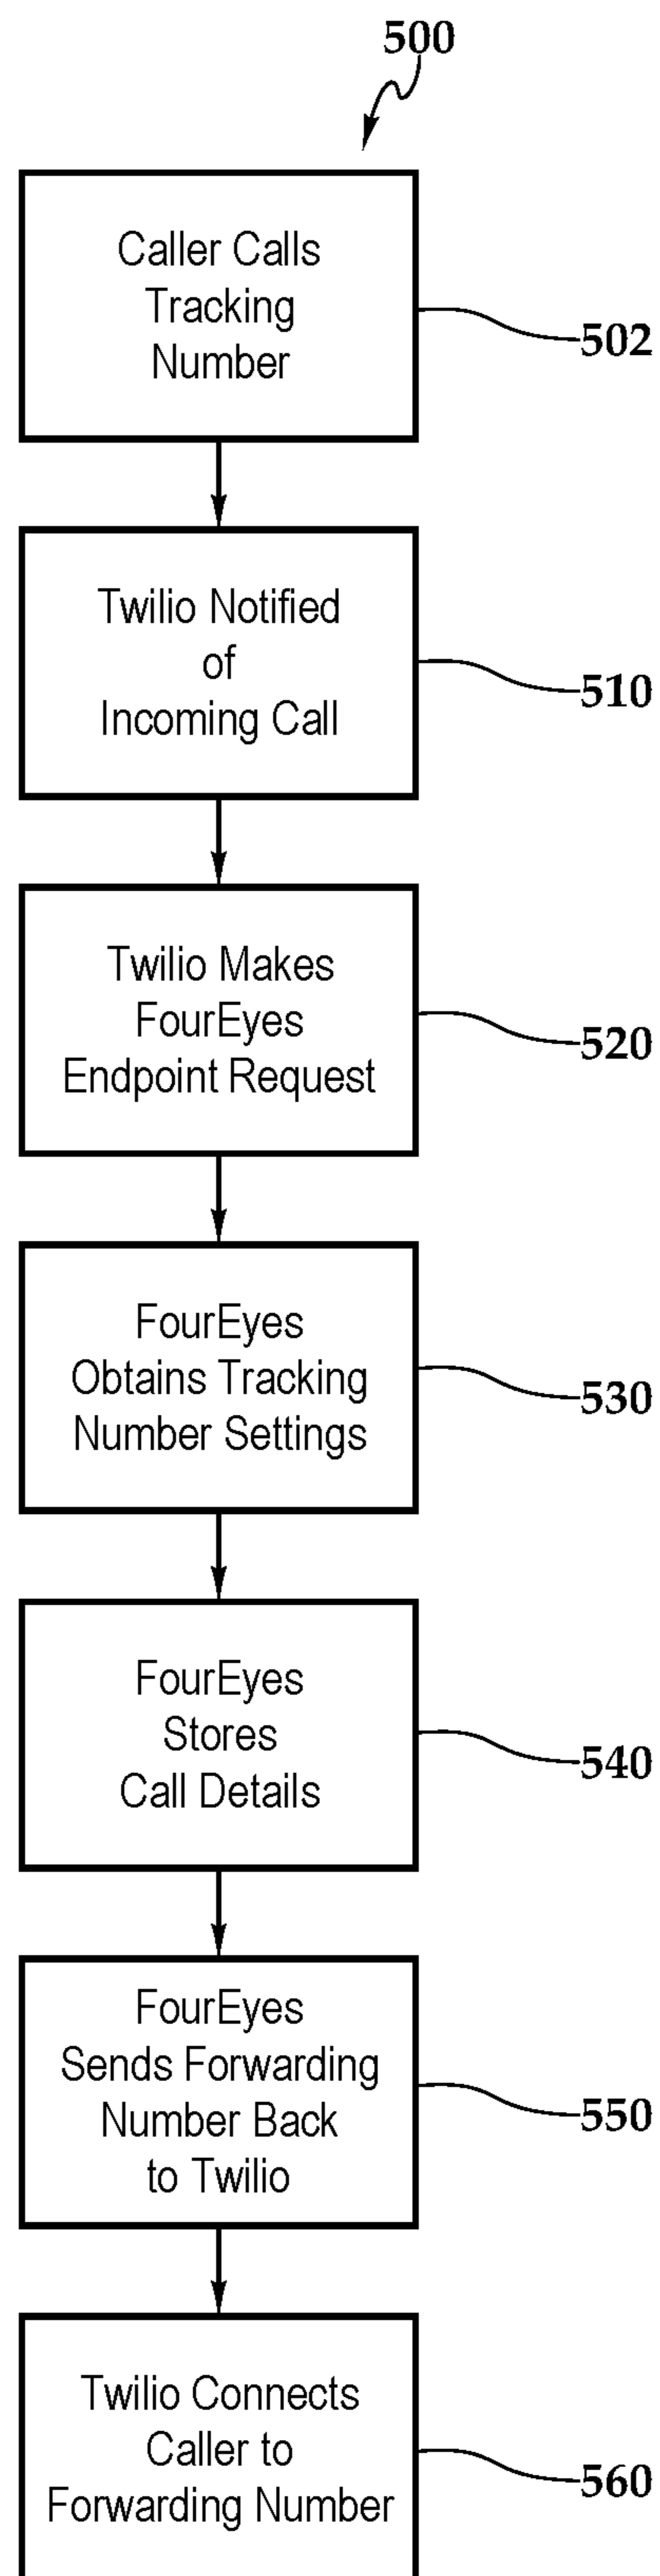 500
Caller Calls
Tracking
Number
502
Twilio Notified
of
Incoming Call
510
Twilio Makes
FourEyes
Endpoint Request
520
FourEyes
Obtains Tracking
Number Settings
530
FourEyes
Stores
Call Details
540
FourEyes
Sends Forwarding
Number Back
to Twilio
550
Twilio Connects
Caller to
Forwarding Number
560